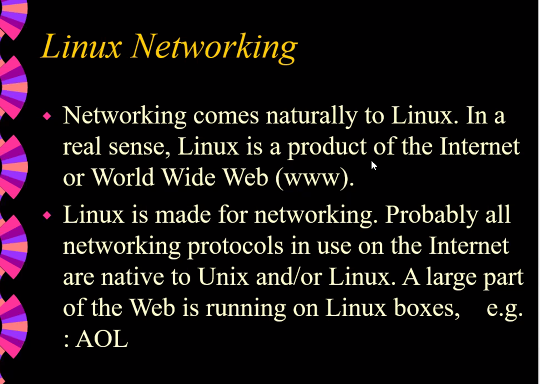 Linux Networking
Networking comes naturally to Linux. In a
real sense, Linux is a product of the Internet
or World Wide Web (www).
Linux is made for networking. Probably all
networking protocols in use on the Internet
are native to Unix and/or Linux. A large part
of the Web is running on Linux boxes, e.g.
: AOL